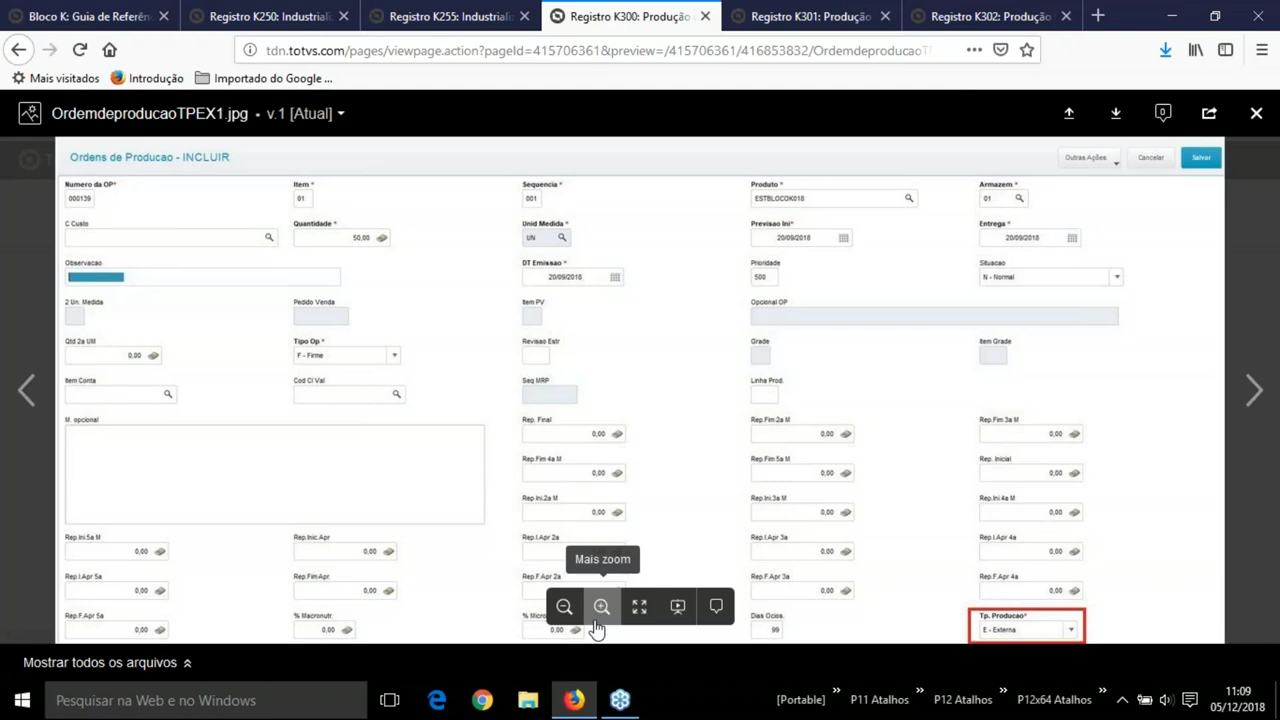 Bloco K: Guia de Referên
Registro K250: Industriali
Registro K255: Industrializ
Registro K300: Produção
Registro K301: Produção
Registro K302: Produção
tdn.totvs.com/pages/viewpage.action?pageId=415706361&preview=/415706361/416853832/OrdemdeproducaoT
Mais visitados
Introdução
Importado do Google ...
OrdemdeproducaoTPEX1.jpg • v.1 [Atual]
0
Ordens de Producao - INCLUIR
Outras Ações
Cancelar
Salvar
Numero da OP*
Item *
Sequencia *
Produto *
Armazem *
000139
01
001
ESTBLOCOK018
01
C Custo
Quantidade *
Unid Medida *
Previsao Ini*
Entrega *
50,00
UN
20/09/2018
20/09/2018
Observacao
DT Emissao *
Prioridade
Situacao
20/09/2018
500
N - Normal
2 Un. Medida
Pedido Venda
Item PV
Opcional OP
Qtd 2a UM
Tipo Op *
Revisao Estr
Grade
Item Grade
0,00
F - Firme
Item Conta
Cod Cl Val
Seq MRP
Linha Prod.
M. opcional
Rep. Final
Rep.Fim 2a M
Rep.Fim 3a M
0,00
0,00
0,00
Rep.Fim 4a M
Rep.Fim 5a M
Rep. Inicial
0,00
0,00
0,00
Rep.Ini.2a M
Rep.Ini.3a M
Rep.Ini.4a M
0,00
0,00
0,00
Rep.Ini.5a M
Rep.Inic.Apr
Rep.I.Apr 2a
Rep.I.Apr 3a
Rep.I.Apr 4a
0,00
0,00
0,00
0,00
Mais zoom
Rep.I.Apr 5a
Rep.Fim.Apr.
Rep.F.Apr 2a
Rep.F.Apr 3a
Rep.F.Apr 4a
0,00
0,00
0,00
0,00
Rep.F.Apr 5a
% Macronutr.
% Micro
Dias Ocios.
Tp. Producao*
0,00
0,00
0,00
99
E - Externa
Mostrar todos os arquivos
Pesquisar na Web e no Windows
[Portable]
P11 Atalhos
P12 Atalhos
P12x64 Atalhos
11:09
05/12/2018